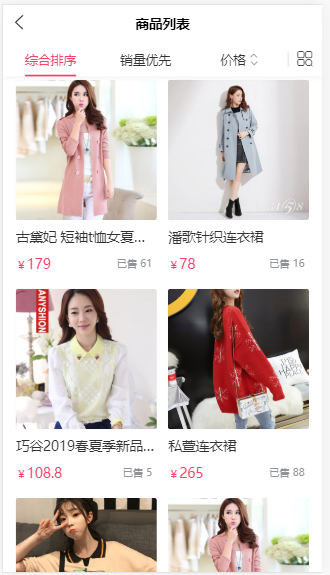 商品列表
综合排序 销量优先 价格
古黛妃 短袖t恤女夏...
¥179 已售 61
潘歌针织连衣裙
¥78 已售 16
ANYSHION
巧谷2019春夏季新品...
¥108.8 已售 5
私萱连衣裙
¥265 已售 88